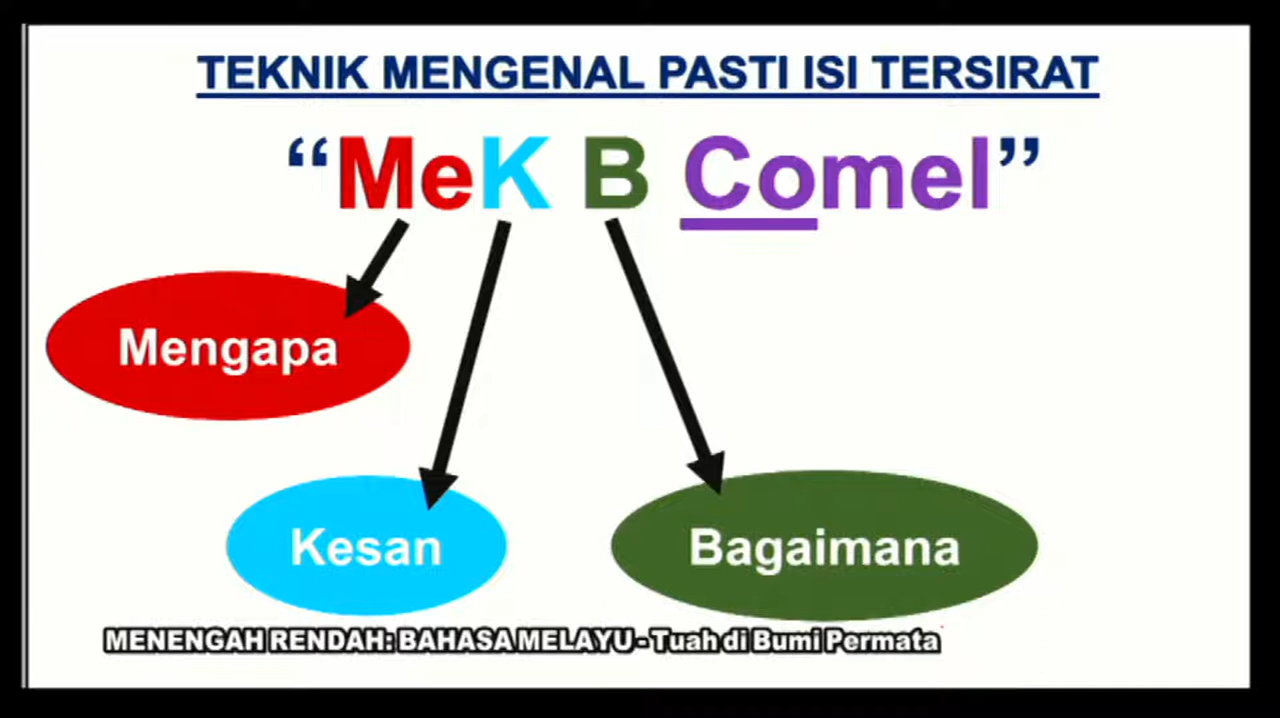 TEKNIK MENGENAL PASTI ISI TERSIRAT
“MeK B Comel”
Mengapa
Kesan
Bagaimana
MENENGAH RENDAH: BAHASA MELAYU - Tuah di Bumi Permata